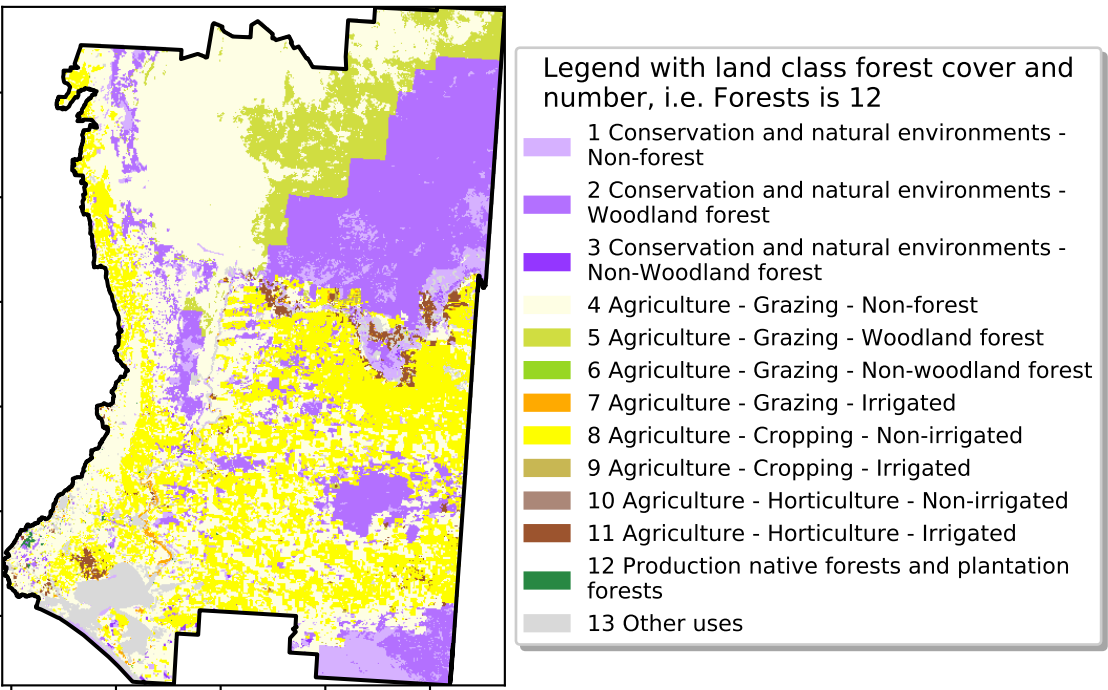 Legend with land class forest cover and
number, i.e. Forests is 12
1 Conservation and natural environments -
Non-forest
2 Conservation and natural environments -
Woodland forest
3 Conservation and natural environments -
Non-Woodland forest
4 Agriculture - Grazing - Non-forest
5 Agriculture - Grazing - Woodland forest
6 Agriculture - Grazing - Non-woodland forest
7 Agriculture - Grazing - Irrigated
8 Agriculture - Cropping - Non-irrigated
9 Agriculture - Cropping - Irrigated
10 Agriculture - Horticulture - Non-irrigated
11 Agriculture - Horticulture - Irrigated
12 Production native forests and plantation
forests
13 Other uses